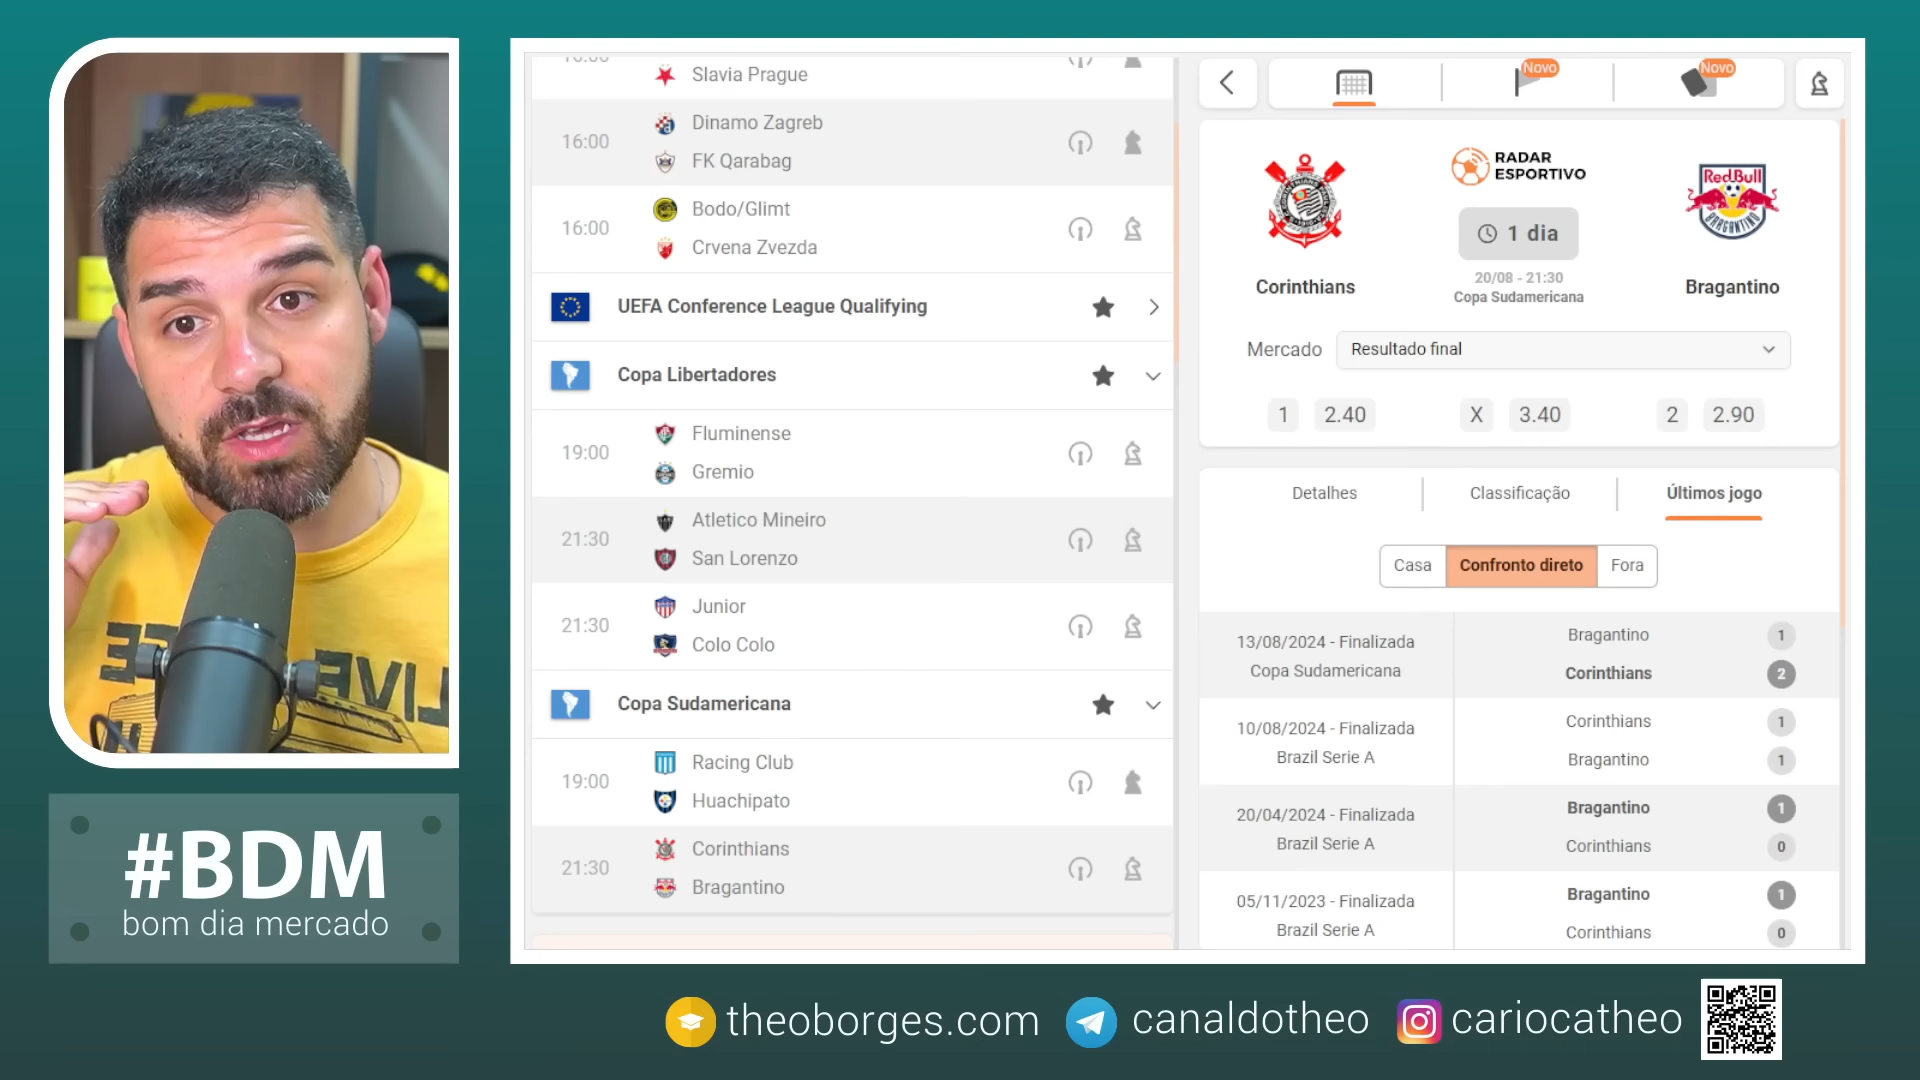 Slavia Prague
16:00
Dinamo Zagreb
FK Qarabag
16:00
Bodo/Glimt
Crvena Zvezda
UEFA Conference League Qualifying
Copa Libertadores
19:00
Fluminense
Gremio
21:30
Atletico Mineiro
San Lorenzo
21:30
Junior
Colo Colo
Copa Sudamericana
19:00
Racing Club
Huachipato
21:30
Corinthians
Bragantino
Novo
Novo
RADAR
ESPORTIVO
RedBull
BRAGANTINO
1 dia
20/08 - 21:30
Copa Sudamericana
Corinthians
Bragantino
Mercado
Resultado final
1 2.40 X 3.40 2 2.90
Detalhes
Classificação
Últimos jogo
Casa
Confronto direto
Fora
13/08/2024 - Finalizada
Copa Sudamericana
Bragantino 1
Corinthians 2
10/08/2024 - Finalizada
Brazil Serie A
Corinthians 1
Bragantino 1
20/04/2024 - Finalizada
Brazil Serie A
Bragantino 1
Corinthians 0
05/11/2023 - Finalizada
Brazil Serie A
Bragantino 1
Corinthians 0
#BDM
bom dia mercado
theoborges.com
canaldotheo
cariocatheo